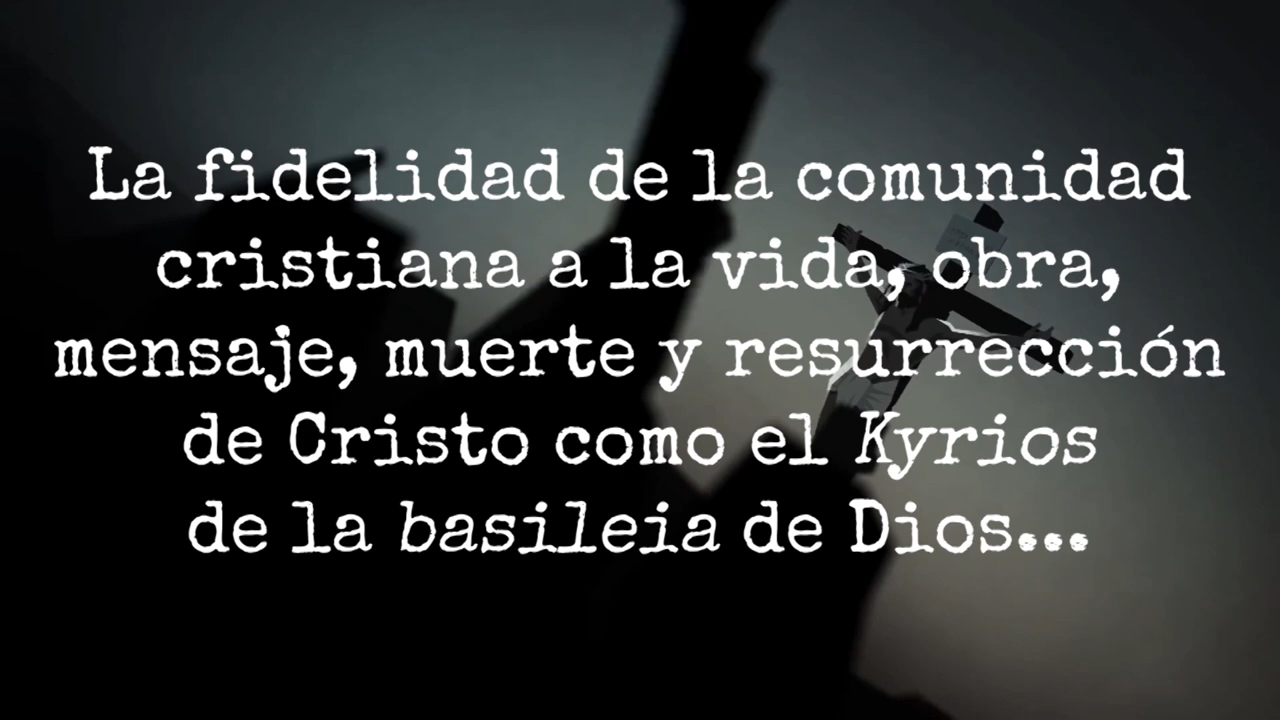 La fidelidad de la comunidad
cristiana a la vida, obra,
mensaje, muerte y resurrección
de Cristo como el Kyrios
de la basileia de Dios...